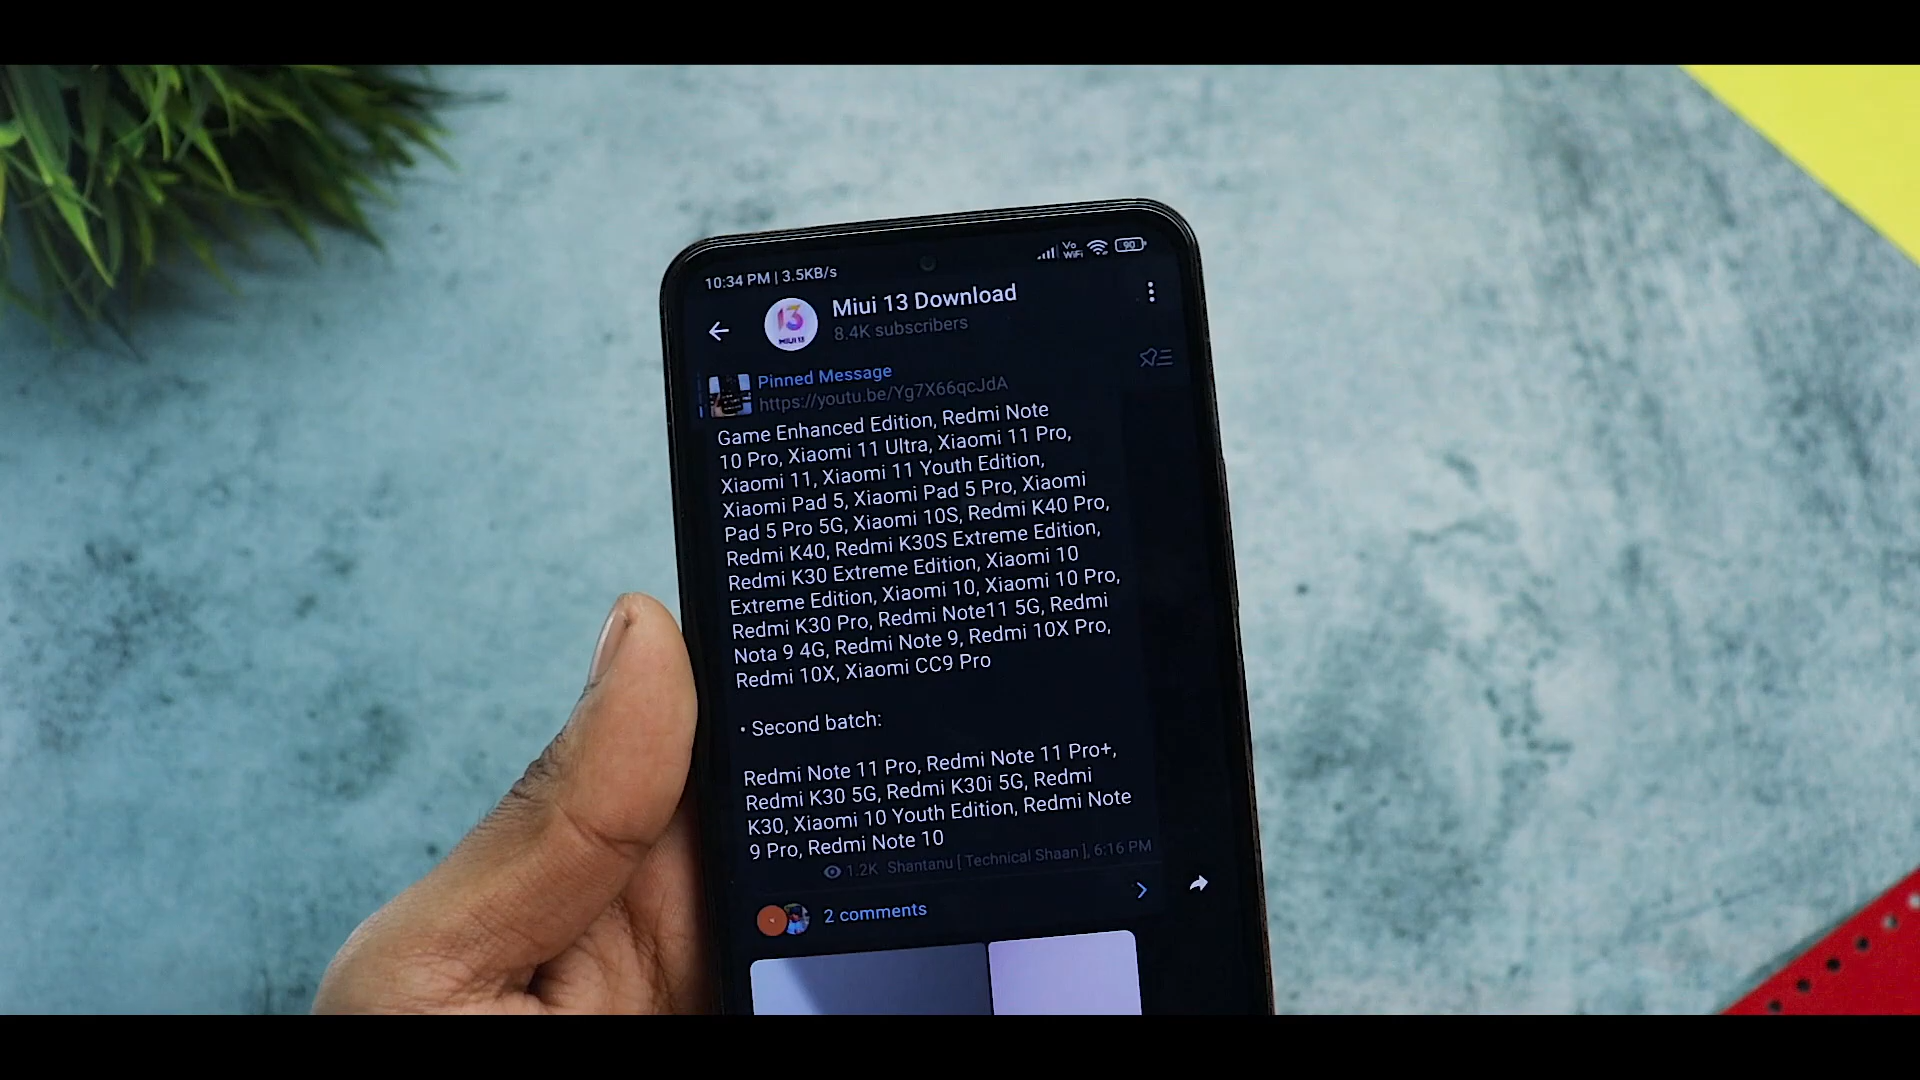 10:34 PM | 3.5KB/s
Vo
WiFi
90
13
MIUI 13
Miui 13 Download
8.4K subscribers
Pinned Message
https://youtu.be/Yg7X66qcJdA
Game Enhanced Edition, Redmi Note
10 Pro, Xiaomi 11 Ultra, Xiaomi 11 Pro,
Xiaomi 11, Xiaomi 11 Youth Edition,
Xiaomi Pad 5, Xiaomi Pad 5 Pro, Xiaomi
Pad 5 Pro 5G, Xiaomi 10S, Redmi K40 Pro,
Redmi K40, Redmi K30S Extreme Edition,
Redmi K30 Extreme Edition, Xiaomi 10
Extreme Edition, Xiaomi 10, Xiaomi 10 Pro,
Redmi K30 Pro, Redmi Note11 5G, Redmi
Nota 9 4G, Redmi Note 9, Redmi 10X Pro,
Redmi 10X, Xiaomi CC9 Pro
• Second batch:
Redmi Note 11 Pro, Redmi Note 11 Pro+,
Redmi K30 5G, Redmi K30i 5G, Redmi
K30, Xiaomi 10 Youth Edition, Redmi Note
9 Pro, Redmi Note 10
1.2K Shantanu [ Technical Shaan ], 6:16 PM
2 comments